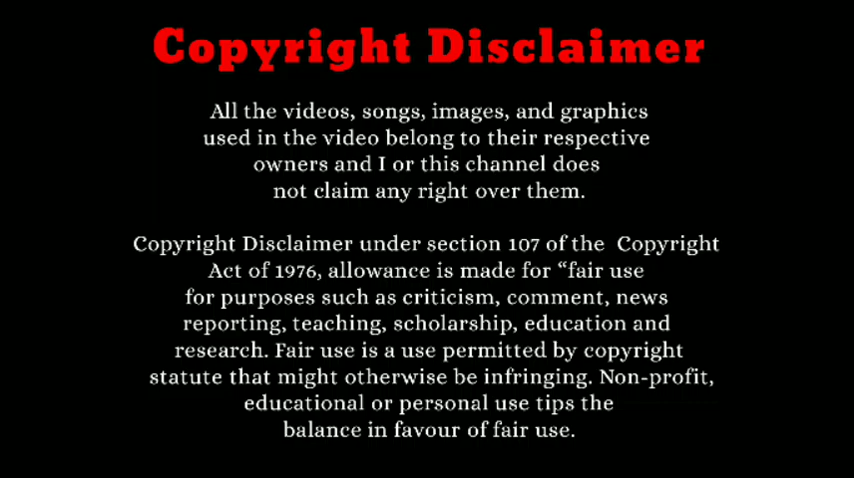 Copyright Disclaimer
All the videos, songs, images, and graphics
used in the video belong to their respective
owners and I or this channel does
not claim any right over them.
Copyright Disclaimer under section 107 of the Copyright
Act of 1976, allowance is made for “fair use
for purposes such as criticism, comment, news
reporting, teaching, scholarship, education and
research. Fair use is a use permitted by copyright
statute that might otherwise be infringing. Non-profit,
educational or personal use tips the
balance in favour of fair use.